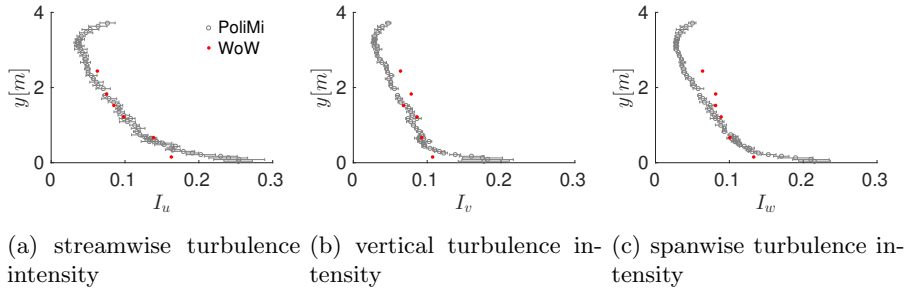 4
2
0
y[m]
0
0.1
0.2
0.3
I_u
PoliMi
WoW
4
2
0
y[m]
0
0.1
0.2
0.3
I_v
4
2
0
y[m]
0
0.1
0.2
0.3
I_w
(a) streamwise turbulence
intensity
(b) vertical turbulence in-
tensity
(c) spanwise turbulence in-
tensity